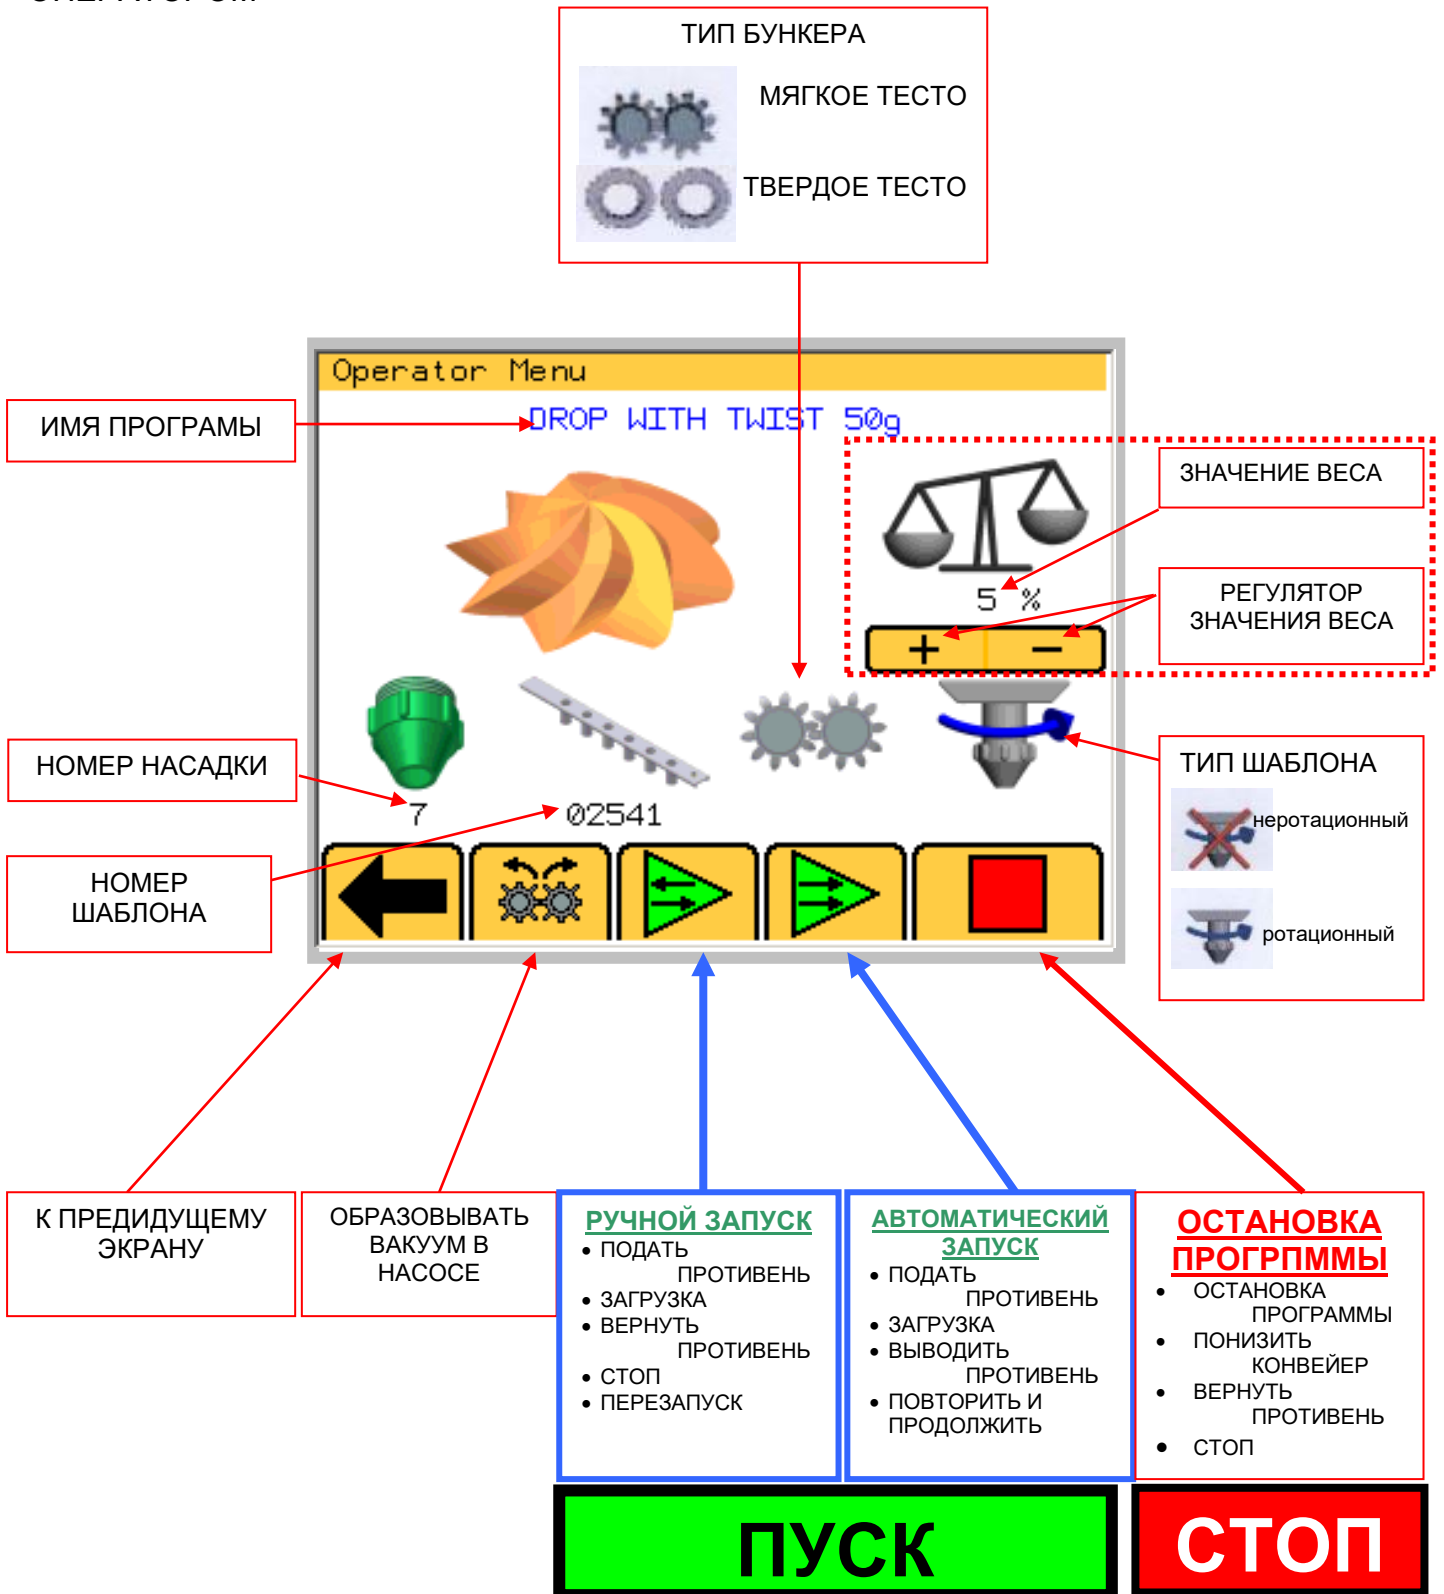 ТИП БУНКЕРА
МЯГКОЕ ТЕСТО
ТВЕРДОЕ ТЕСТО
Operator Menu
DROP WITH TWIST 50g
ИМЯ ПРОГРАМЫ
ЗНАЧЕНИЕ ВЕСА
5 %
РЕГУЛЯТОР
ЗНАЧЕНИЯ ВЕСА
+ −
НОМЕР НАСАДКИ
7
02541
НОМЕР
ШАБЛОНА
ТИП ШАБЛОНА
неротационный
ротационный
К ПРЕДИДУЩЕМУ
ЭКРАНУ
ОБРАЗОВЫВАТЬ
ВАКУУМ В
НАСОСЕ
РУЧНОЙ ЗАПУСК
• ПОДАТЬ
ПРОТИВЕНЬ
• ЗАГРУЗКА
• ВЕРНУТЬ
ПРОТИВЕНЬ
• СТОП
• ПЕРЕЗАПУСК
АВТОМАТИЧЕСКИЙ
ЗАПУСК
• ПОДАТЬ
ПРОТИВЕНЬ
• ЗАГРУЗКА
• ВЫВОДИТЬ
ПРОТИВЕНЬ
• ПОВТОРИТЬ И
ПРОДОЛЖИТЬ
ОСТАНОВКА
ПРОГРПММЫ
• ОСТАНОВКА
ПРОГРАММЫ
• ПОНИЗИТЬ
КОНВЕЙЕР
• ВЕРНУТЬ
ПРОТИВЕНЬ
• СТОП
ПУСК
СТОП